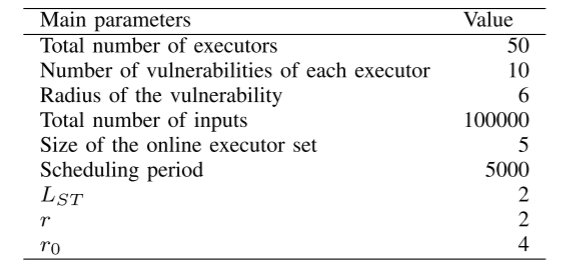 Main parameters Value
Total number of executors 50
Number of vulnerabilities of each executor 10
Radius of the vulnerability 6
Total number of inputs 100000
Size of the online executor set 5
Scheduling period 5000
L_{ST} 2
r 2
r_0 4